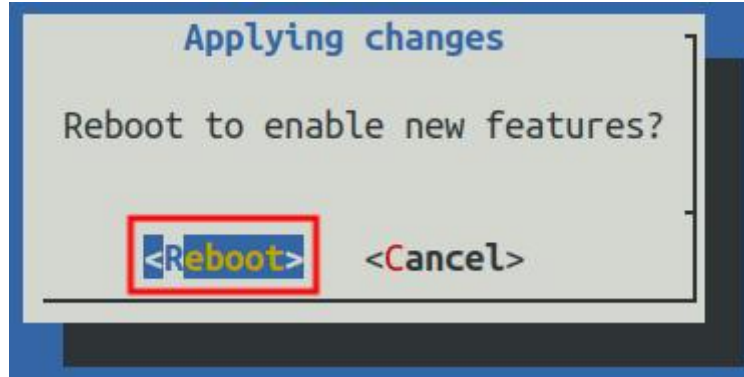 Applying changes
Reboot to enable new features?
<Reboot> <Cancel>